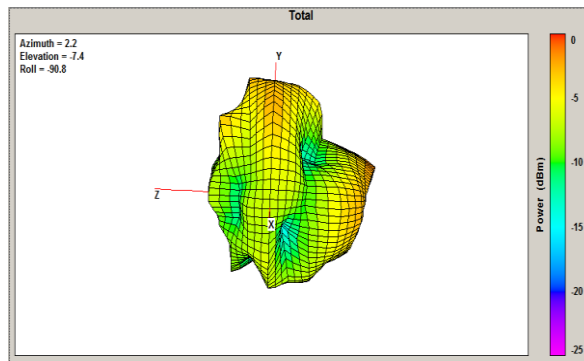 Total
Azimuth = 2.2
Elevation = -7.4
Roll = -90.8
Y
Z
X
0
-5
-10
-15
-20
-25
Power (dBm)